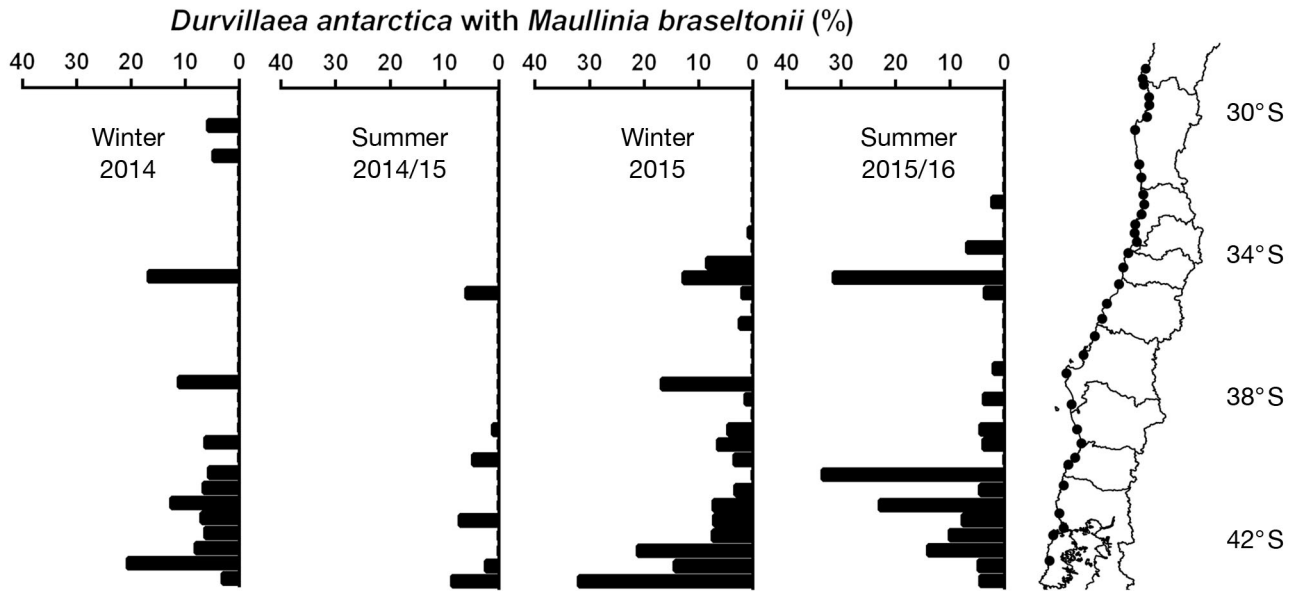 Durvillaea antarctica with Maullinia braseltonii (%)
40 30 20 10 0 40 30 20 10 0 40 30 20 10 0 40 30 20 10 0
Winter
2014
Summer
2014/15
Winter
2015
Summer
2015/16
30°S
34°S
38°S
42°S